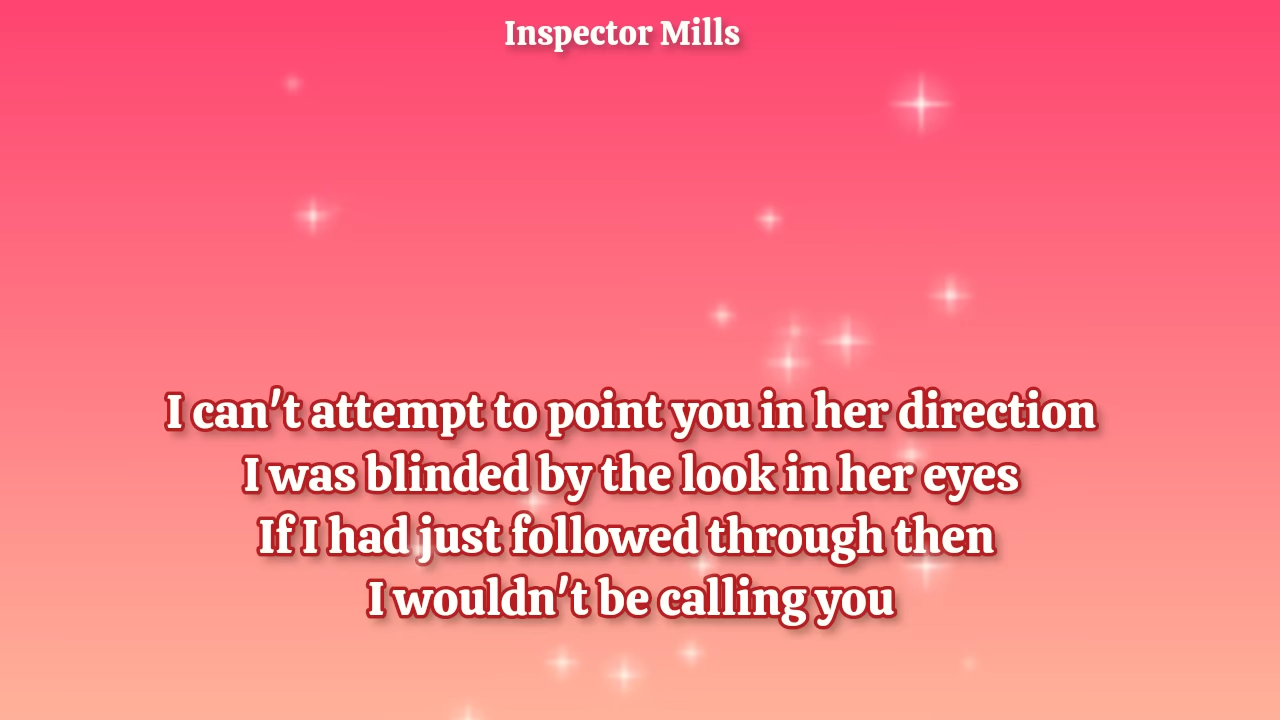 Inspector Mills
I can't attempt to point you in her direction
I was blinded by the look in her eyes
If I had just followed through then
I wouldn't be calling you